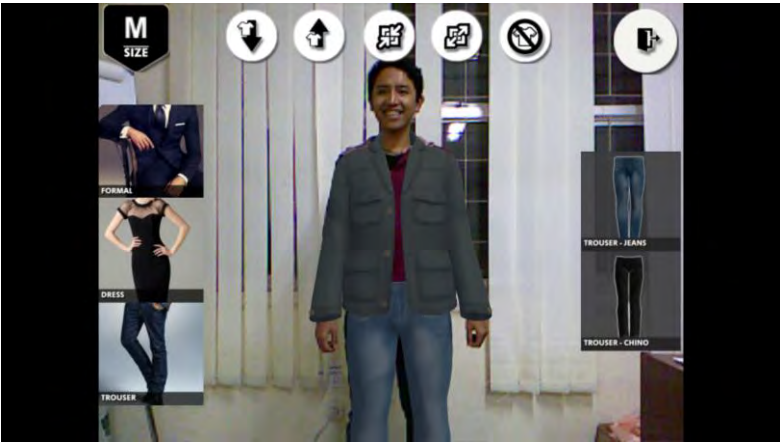 M
SIZE
FORMAL
DRESS
TROUSER
TROUSER - JEANS
TROUSER - CHINO